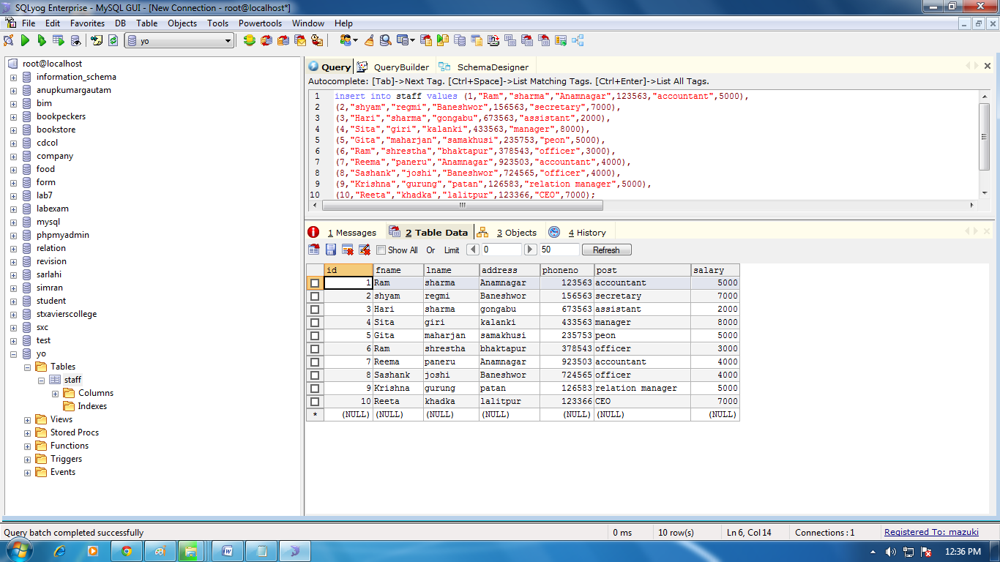 SQLyog Enterprise - MySQL GUI - [New Connection - root@localhost*]
File Edit Favorites DB Table Objects Tools Powertools Window Help
yo
root@localhost
information_schema
anupkumargautam
bim
bookpeckers
bookstore
cdcol
company
food
form
lab7
labexam
mysql
phpmyadmin
relation
revision
sarlahi
simran
student
stxavierscollege
sxc
test
yo
Tables
staff
Columns
Indexes
Views
Stored Procs
Functions
Triggers
Events
Query QueryBuilder SchemaDesigner
Autocomplete: [Tab]->Next Tag. [Ctrl+Space]->List Matching Tags. [Ctrl+Enter]->List All Tags.
1 insert into staff values (1,"Ram","sharma","Anamnagar",123563,"accountant",5000),
2 (2,"shyam","regmi","Baneshwor",156563,"secretary",7000),
3 (3,"Hari","sharma","gongabu",673563,"assistant",2000),
4 (4,"Sita","giri","kalanki",433563,"manager",8000),
5 (5,"Gita","maharjan","samakhusi",235753,"peon",5000),
6 (6,"Ram","shrestha","bhaktapur",378543,"officer",3000),
7 (7,"Reema","paneru","Anamnagar",923503,"accountant",4000),
8 (8,"Sashank","joshi","Baneshwor",724565,"officer",4000),
9 (9,"Krishna","gurung","patan",126583,"relation manager",5000),
10 (10,"Reeta","khadka","lalitpur",123366,"CEO",7000);
1 Messages 2 Table Data 3 Objects 4 History
Show All Or Limit 0 50 Refresh
id fname lname address phoneno post salary
1 Ram sharma Anamnagar 123563 accountant 5000
2 shyam regmi Baneshwor 156563 secretary 7000
3 Hari sharma gongabu 673563 assistant 2000
4 Sita giri kalanki 433563 manager 8000
5 Gita maharjan samakhusi 235753 peon 5000
6 Ram shrestha bhaktapur 378543 officer 3000
7 Reema paneru Anamnagar 923503 accountant 4000
8 Sashank joshi Baneshwor 724565 officer 4000
9 Krishna gurung patan 126583 relation manager 5000
10 Reeta khadka lalitpur 123366 CEO 7000
* (NULL) (NULL) (NULL) (NULL) (NULL) (NULL) (NULL)
Query batch completed successfully 0 ms 10 row(s) Ln 6, Col 14 Connections : 1 Registered To: mazuki
12:36 PM